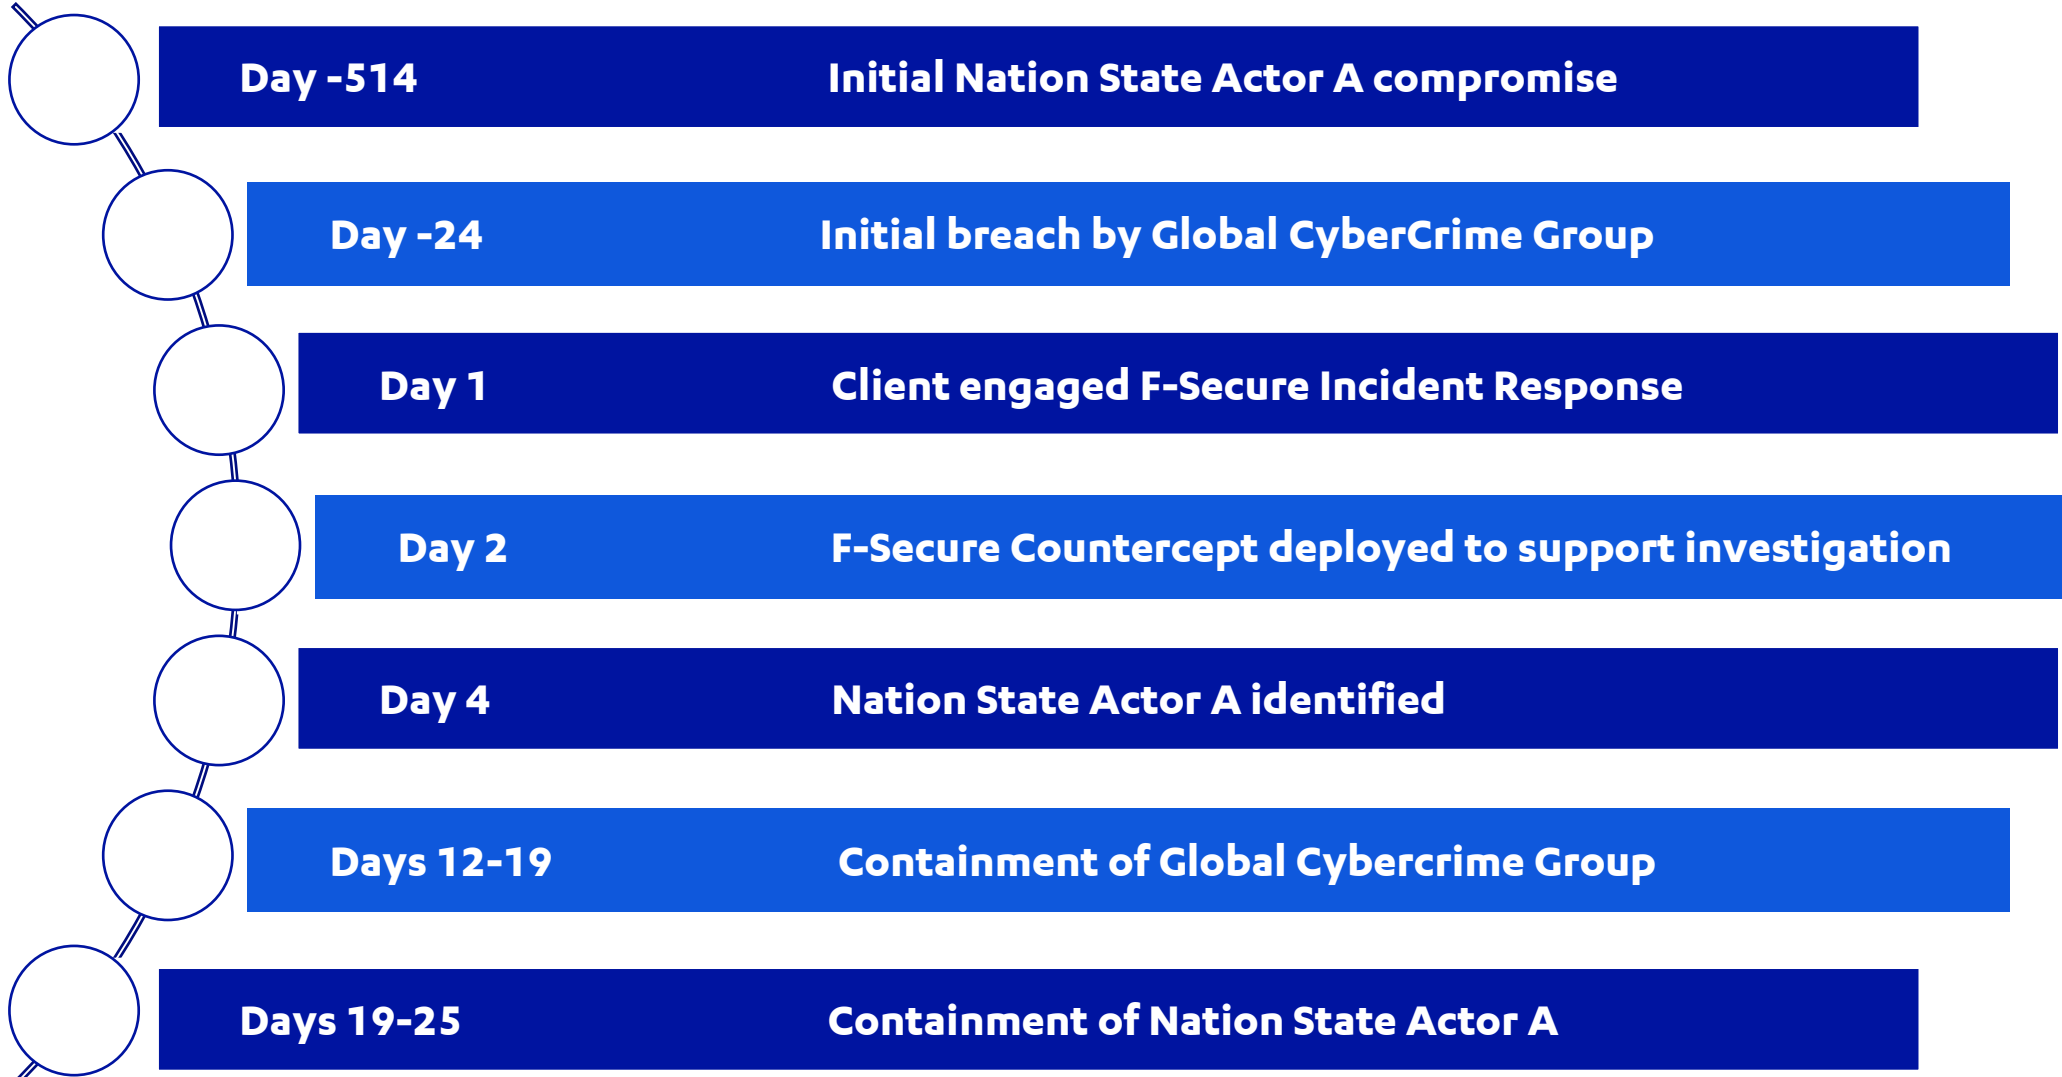 Day -514 Initial Nation State Actor A compromise
Day -24 Initial breach by Global CyberCrime Group
Day 1 Client engaged F-Secure Incident Response
Day 2 F-Secure Countercept deployed to support investigation
Day 4 Nation State Actor A identified
Days 12-19 Containment of Global Cybercrime Group
Days 19-25 Containment of Nation State Actor A